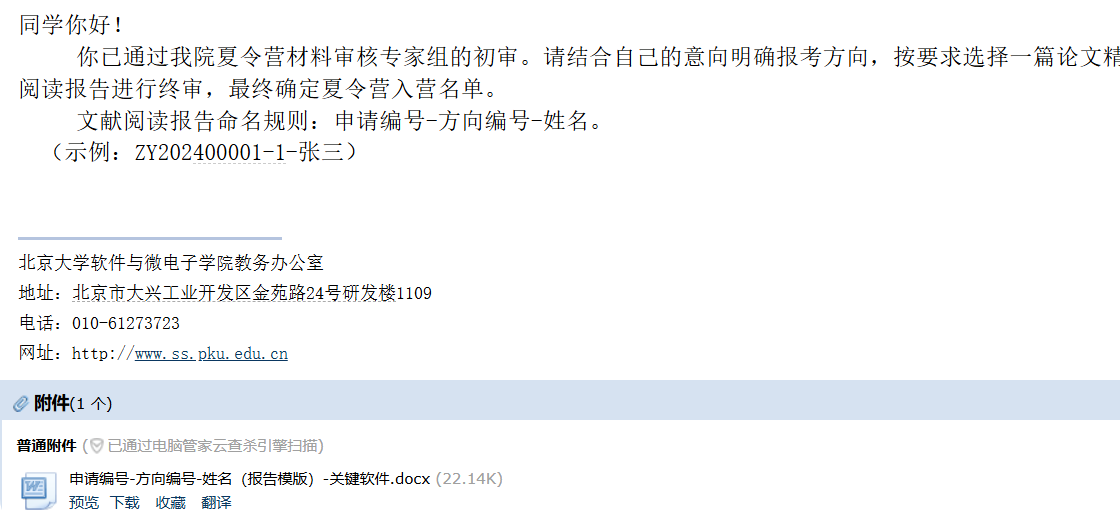 同学你好！
你已通过我院夏令营材料审核专家组的初审。请结合自己的意向明确报考方向，按要求选择一篇论文精
阅读报告进行终审，最终确定夏令营入营名单。
文献阅读报告命名规则：申请编号-方向编号-姓名。
（示例：ZY202400001-1-张三）
北京大学软件与微电子学院教务办公室
地址：北京市大兴工业开发区金苑路24号研发楼1109
电话：010-61273723
网址：http://www.ss.pku.edu.cn
附件(1 个)
普通附件 (已通过电脑管家云查杀引擎扫描)
申请编号-方向编号-姓名（报告模版）-关键软件.docx (22.14K)
预览 下载 收藏 翻译